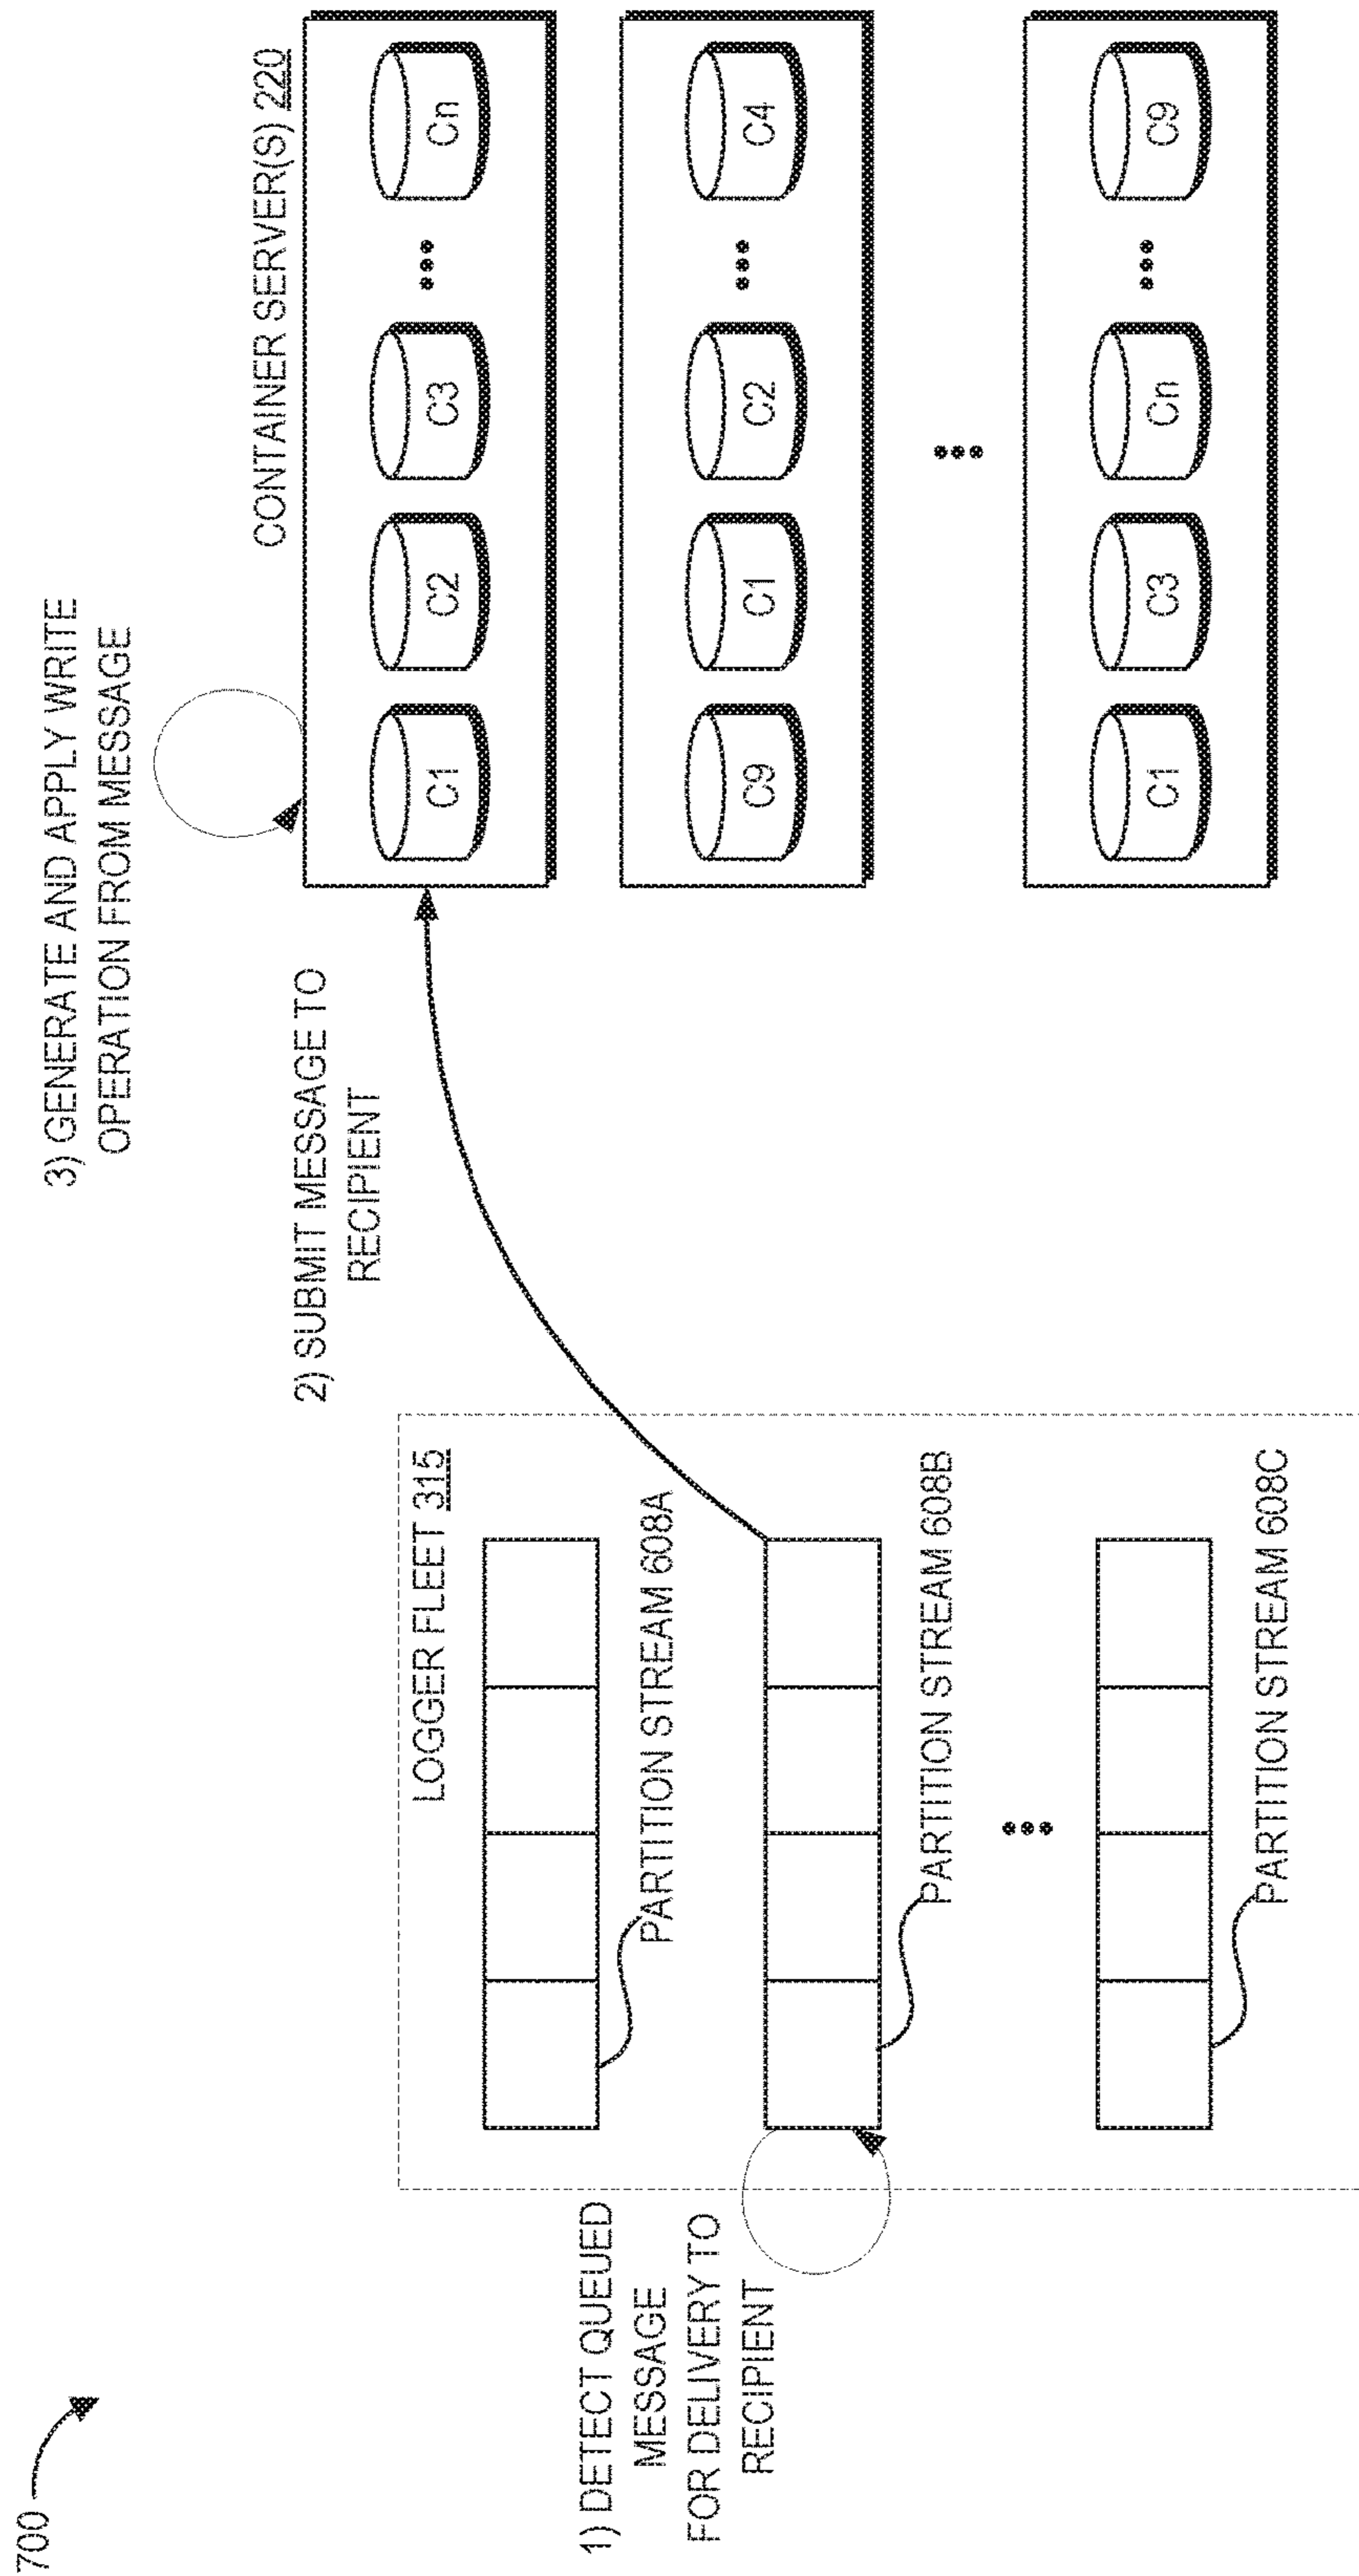 700
3) GENERATE AND APPLY WRITE
OPERATION FROM MESSAGE
CONTAINER SERVER(S) 220
C1
C2
C3
•••
Cn
C9
C1
C2
•••
C4
•••
C1
C3
Cn
•••
C9
2) SUBMIT MESSAGE TO
RECIPIENT
LOGGER FLEET 315
PARTITION STREAM 608A
PARTITION STREAM 608B
•••
PARTITION STREAM 608C
1) DETECT QUEUED
MESSAGE
FOR DELIVERY TO
RECIPIENT